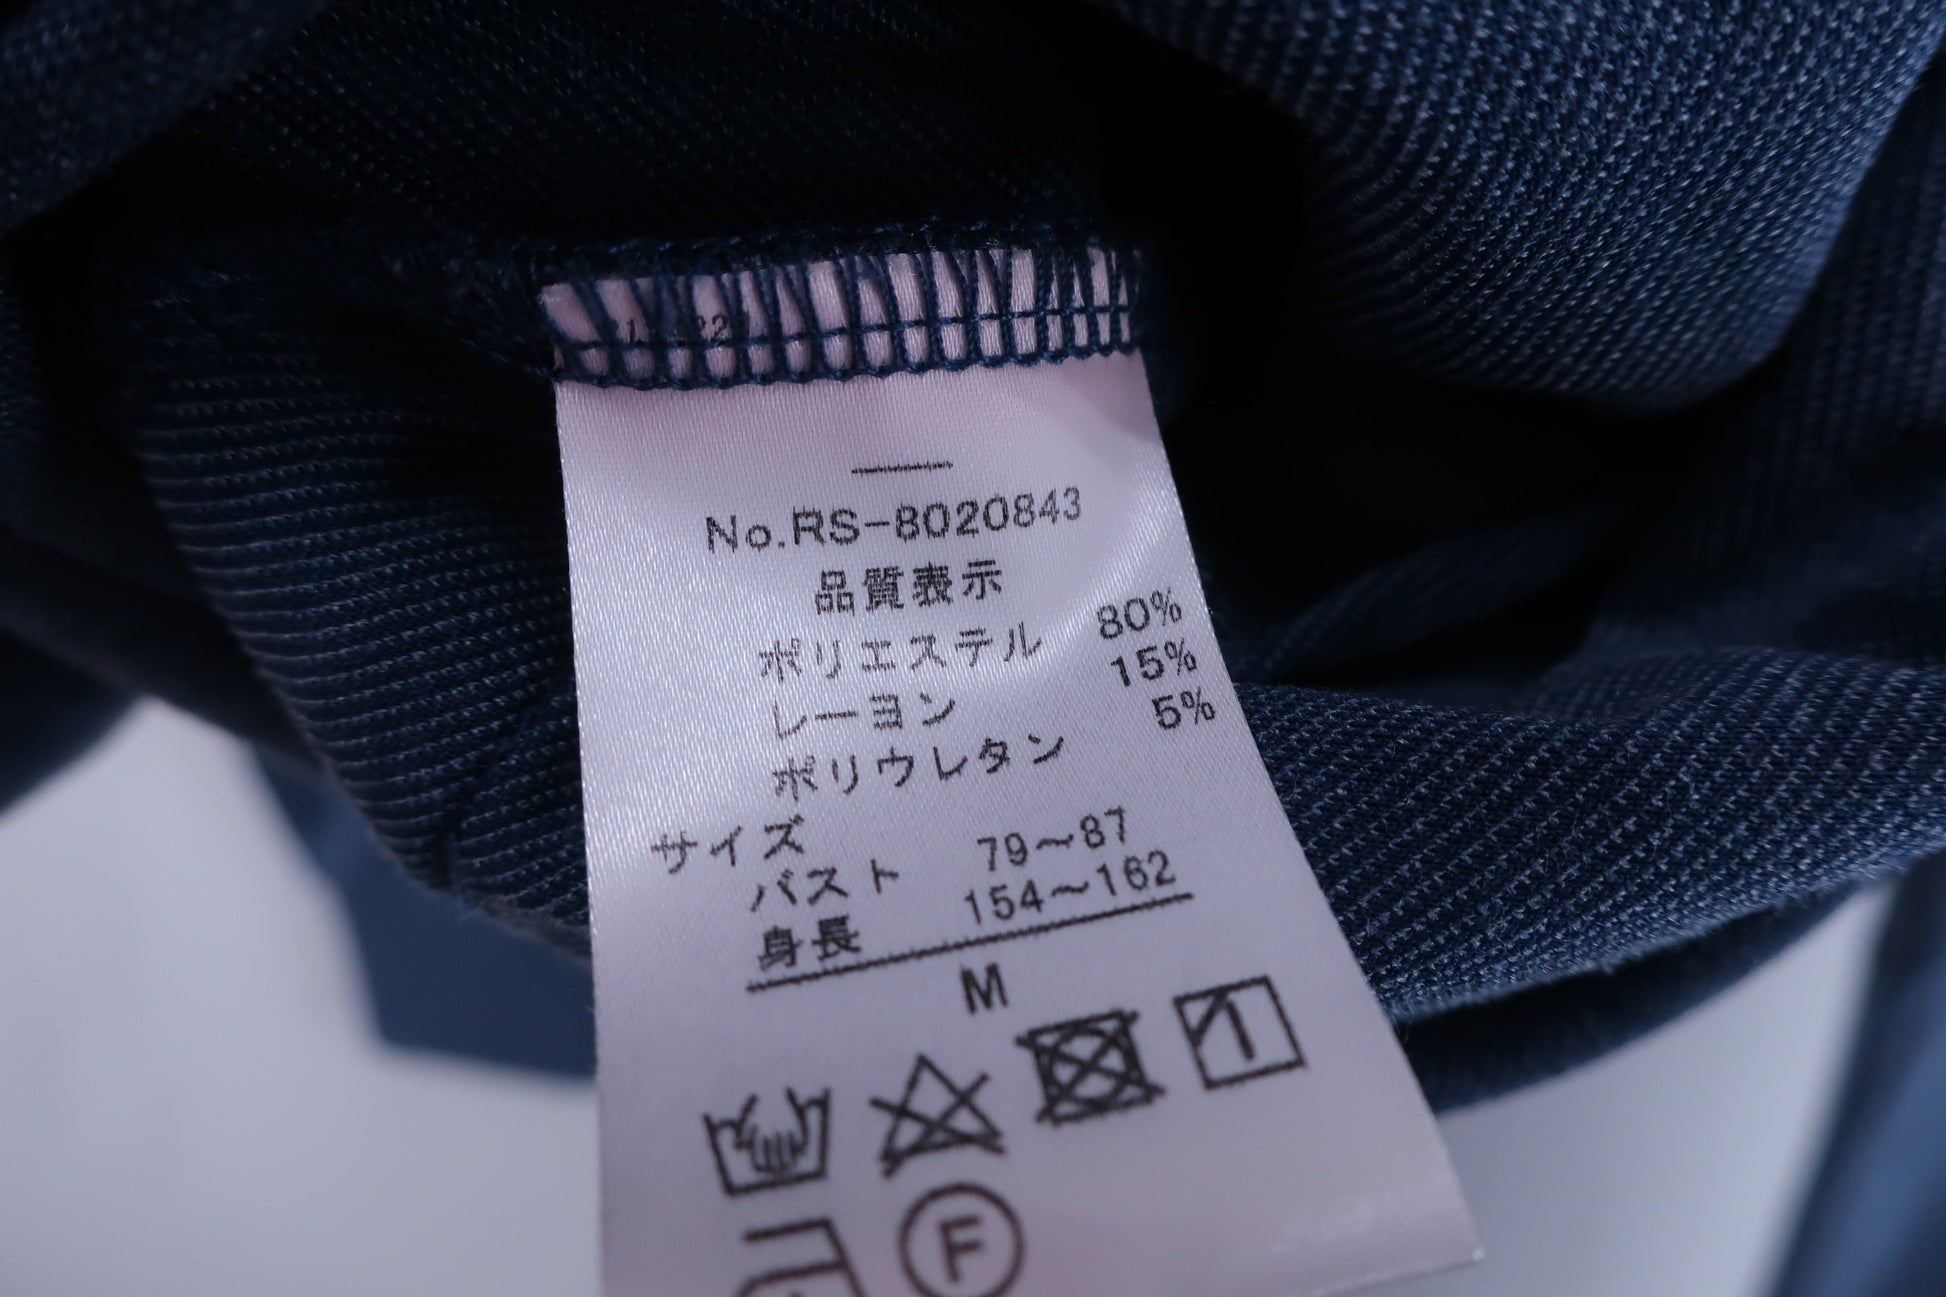 No.RS-8020843
品質表示
ポリエステル 80%
レーヨン 15%
ポリウレタン 5%
サイズ
バスト 79〜87
身長 154〜162
M
F